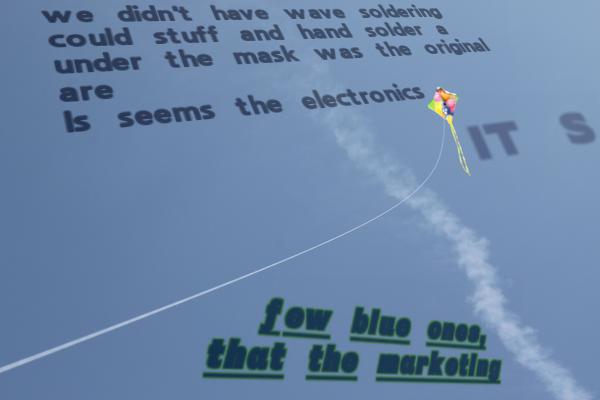 we didn't have wave soldering
could stuff and hand solder a
under the mask was the original
are
Is seems the electronics
IT S
few blue ones,
that the marketing